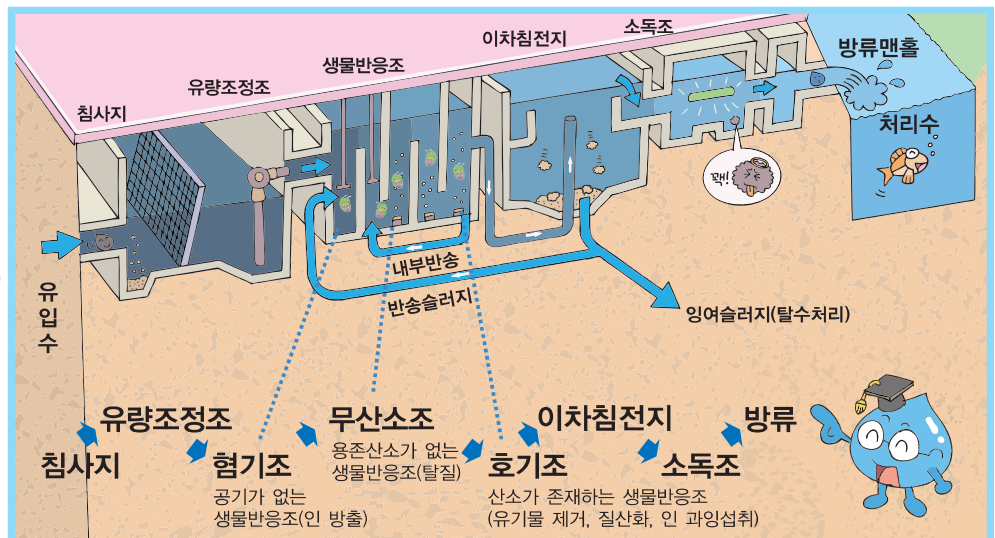 침사지
유량조정조
생물반응조
이차침전지
소독조
방류맨홀
처리수
꽥!
유입수
내부반송
반송슬러지
잉여슬러지(탈수처리)
침사지
유량조정조
혐기조
공기가 없는
생물반응조(인 방출)
무산소조
용존산소가 없는
생물반응조(탈질)
호기조
산소가 존재하는 생물반응조
(유기물 제거, 질산화, 인 과잉섭취)
이차침전지
소독조
방류